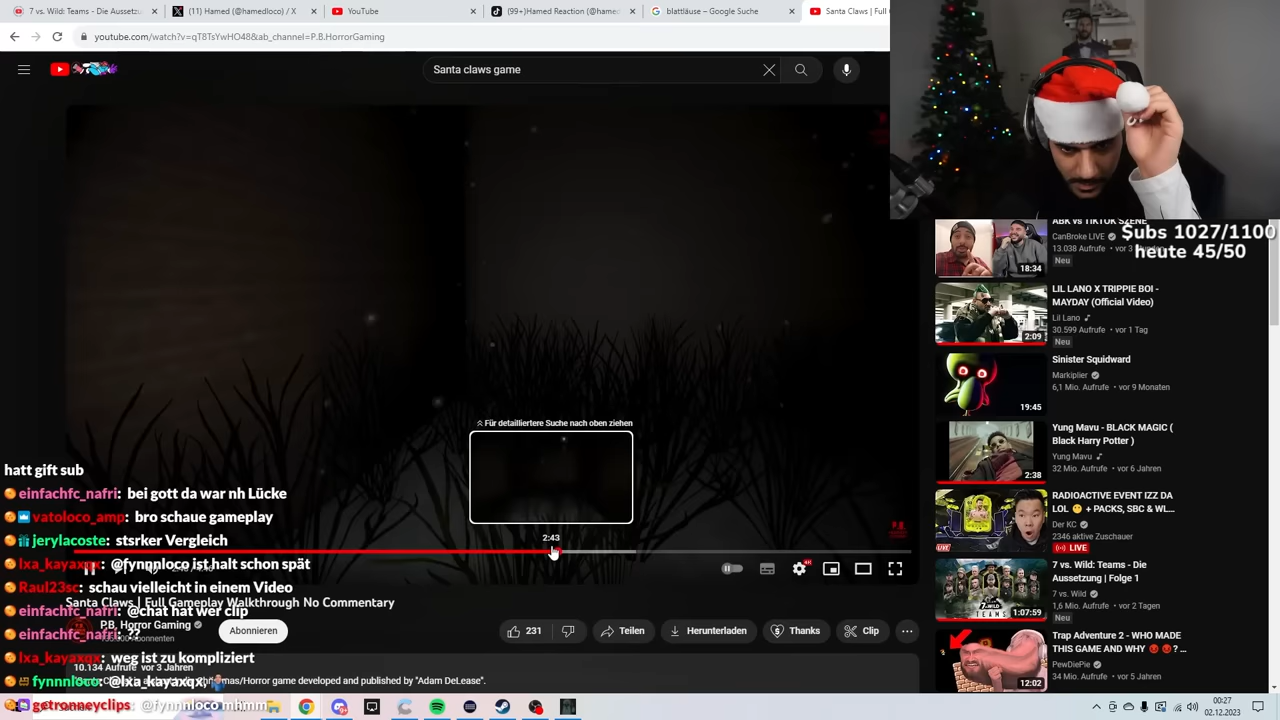 7 vs. Wild: Teams - Die Aussetzu
(11) Hamed (@hamedloco) / X
YouTube
(99+)Hamed Reaction (@hamec
blattläuse – Google Suche
Santa Claws | Full
youtube.com/watch?v=qT8TsYwHO48&ab_channel=P.B.HorrorGaming
Santa claws game
Subs 1027/1100
heute 45/50
ABK vs TIKTOK SZENE
CanBroke LIVE
13.038 Aufrufe • vor 3
Neu
18:34
LIL LANO X TRIPPIE BOI -
MAYDAY (Official Video)
Lil Lano
30.599 Aufrufe • vor 1 Tag
Neu
2:09
Sinister Squidward
Markiplier
6,1 Mio. Aufrufe • vor 9 Monaten
19:45
Yung Mavu - BLACK MAGIC (
Black Harry Potter )
Yung Mavu
32 Mio. Aufrufe • vor 6 Jahren
2:38
RADIOACTIVE EVENT IZZ DA
LOL 😬 + PACKS, SBC & WL...
Der KC
2346 aktive Zuschauer
LIVE
LIVE
7 vs. Wild: Teams - Die
Aussetzung | Folge 1
7 vs. Wild
1,6 Mio. Aufrufe • vor 2 Tagen
Neu
1:07:59
Trap Adventure 2 - WHO MADE
THIS GAME AND WHY 😡 😡? ...
PewDiePie
34 Mio. Aufrufe • vor 5 Jahren
12:02
Für detailliertere Suche nach oben ziehen
2:43
hatt gift sub
einfachfc_nafri: bei gott da war nh Lücke
vatoloco_amp: bro schaue gameplay
jerylacoste: stsrker Vergleich
lxa_kayaxqx: @fynnnloco ist halt schon spät
Raul23sc: schau vielleicht in einem Video
einfachfc_nafri: @chat hat wer clip
einfachfc_nafri: ??
lxa_kayaxqx: weg ist zu kompliziert
fynnnloco: @lxa_kayaxqx
gstrommeyclips: @fynnnloco mhmm
Santa Claws | Full Gameplay Walkthrough No Commentary
P.B. Horror Gaming
Abonnieren
231
Teilen
Herunterladen
Thanks
Clip
10.134 Aufrufe vor 3 Jahren
game developed and published by "Adam DeLease".
00:27
02.12.2023